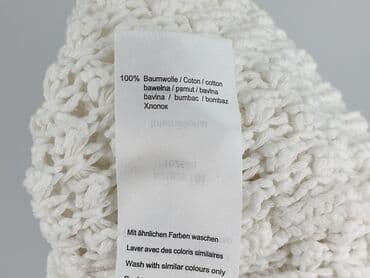 100% Baumwolle / Coton / cotton
bawełna / pamut / bavlna
bavlna / bumbac / bombaz
Хлопок
Mit ähnlichen Farben waschen
Laver avec des coloris similaires
Wash with similar colours only